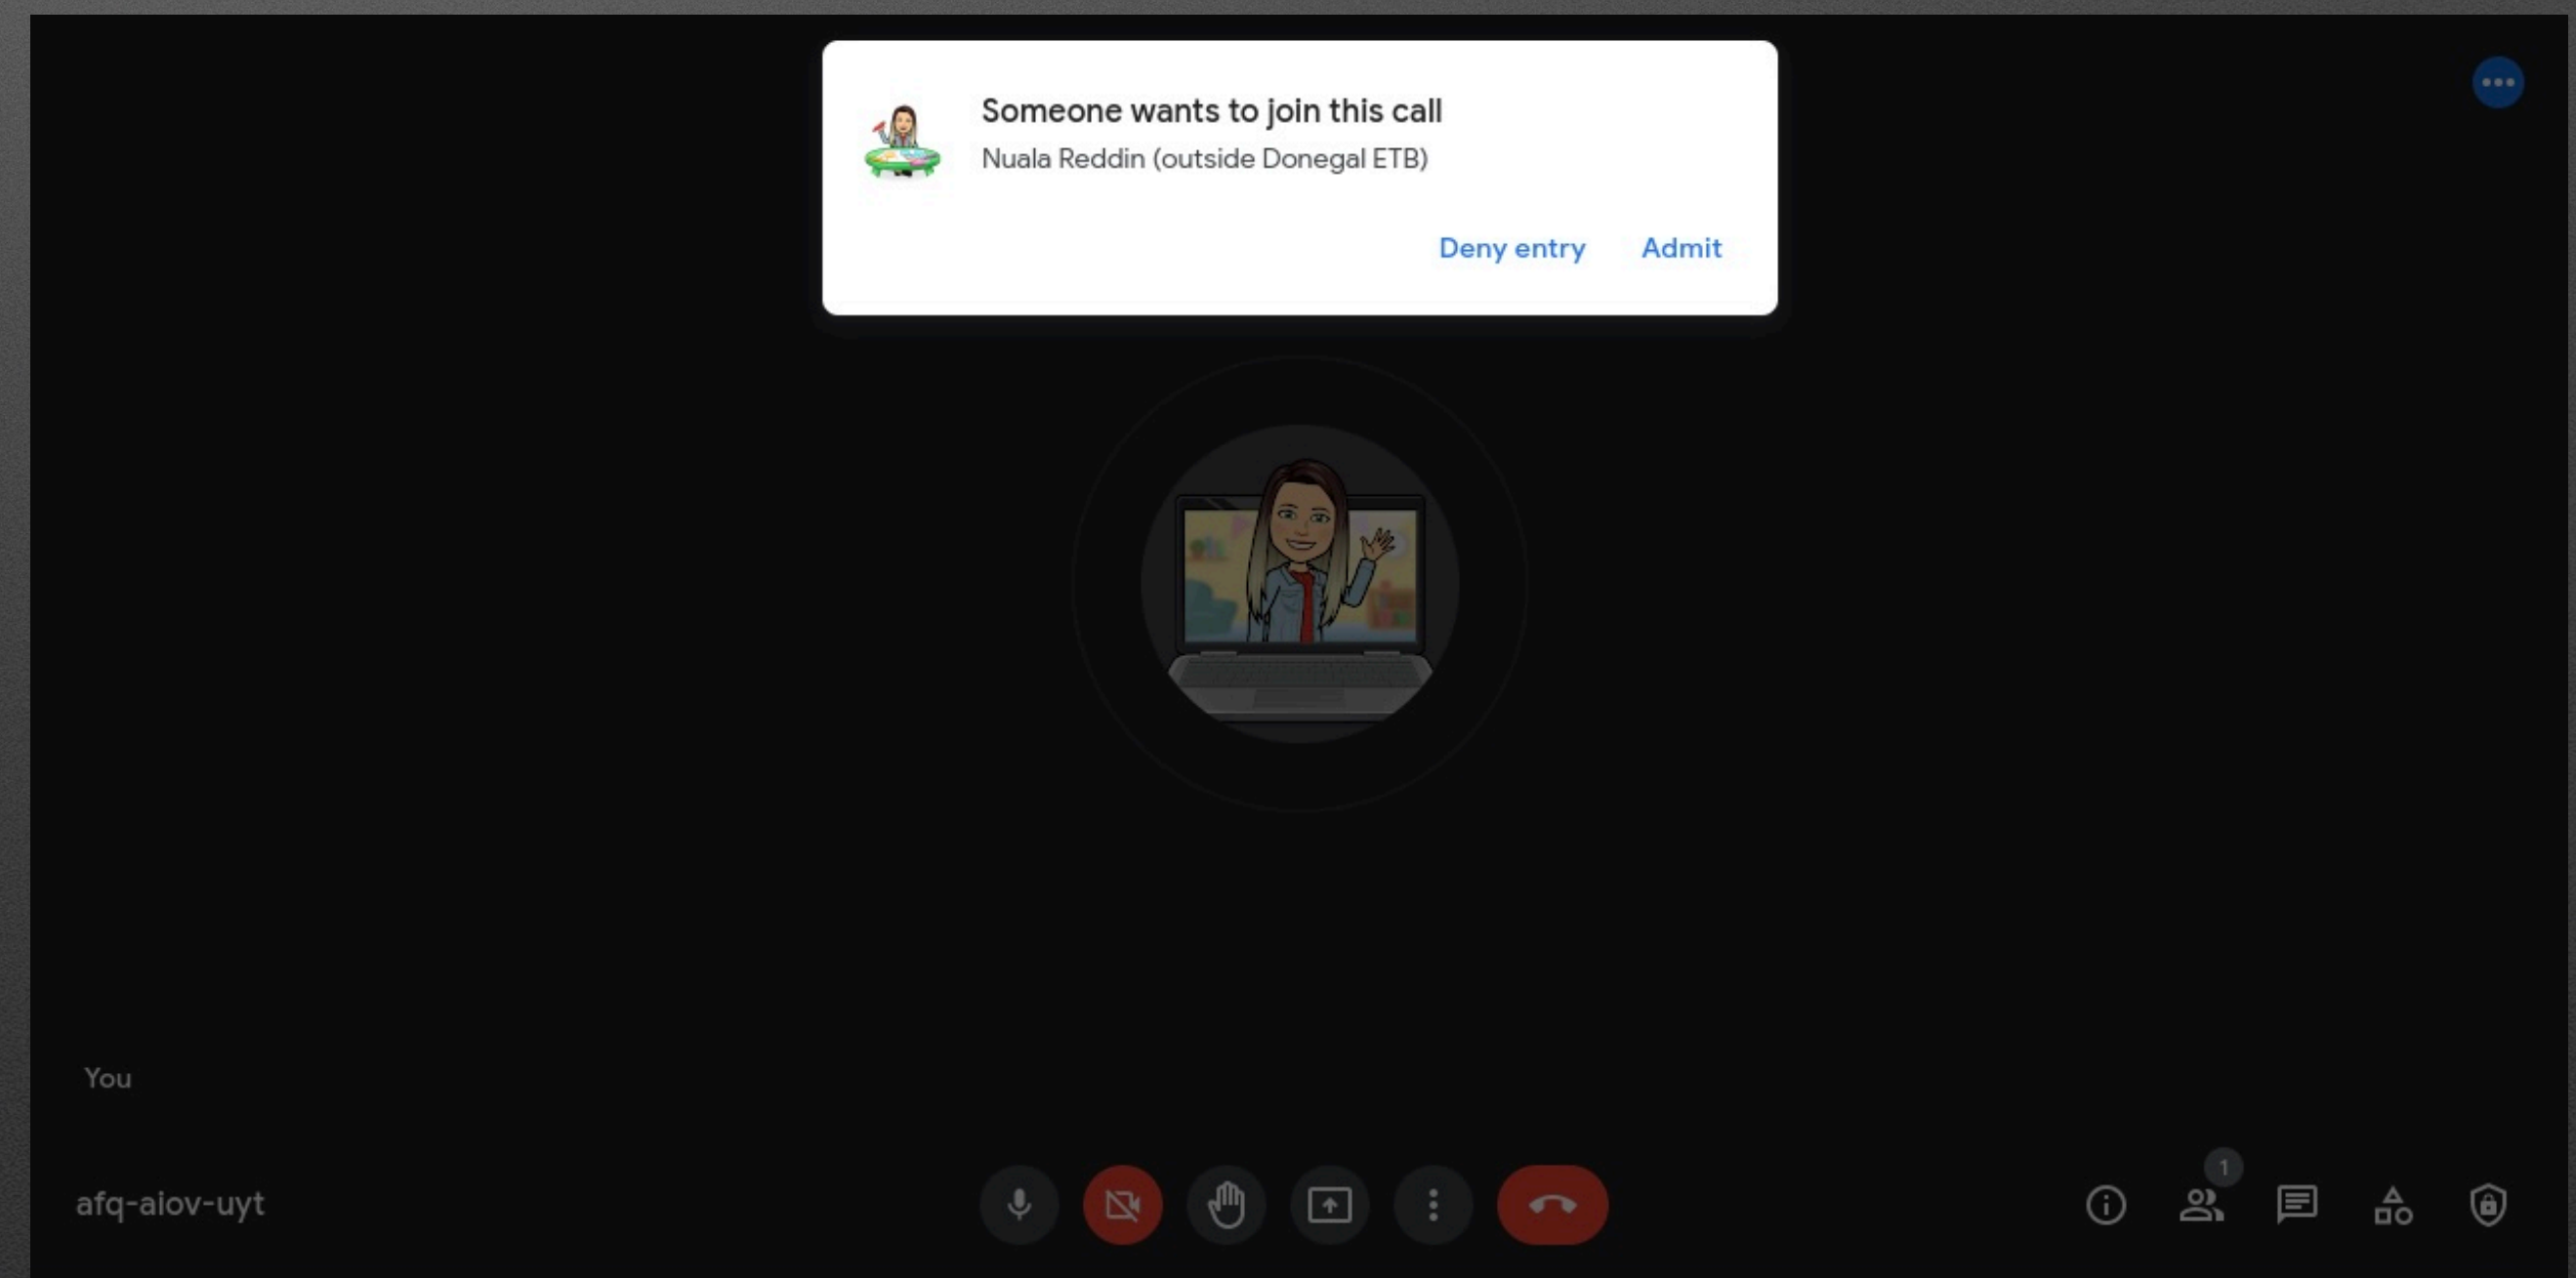 Someone wants to join this call
Nuala Reddin (outside Donegal ETB)
Deny entry Admit
You
1
afq-aiov-uyt